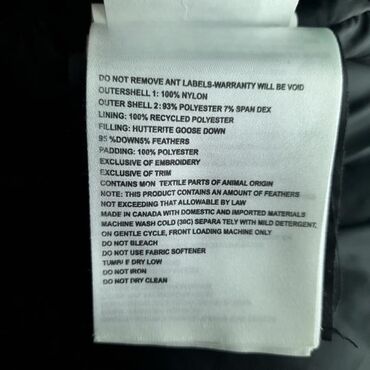 DO NOT REMOVE ANT LABELS-WARRANTY WILL BE VOID
OUTERSHELL 1: 100% NYLON
OUTER SHELL 2: 93% POLYESTER 7% SPAN DEX
LINING: 100% RECYCLED POLYESTER
FILLING: HUTTERITE GOOSE DOWN
95 %DOWN5% FEATHERS
PADDING: 100% POLYESTER
EXCLUSIVE OF EMBROIDERY
EXCLUSIVE OF TRIM
CONTAINS MON TEXTILE PARTS OF ANIMAL ORIGIN
NOTE: THIS PRODUCT CONTAINS AN AMOUNT OF FEATHERS
NOT EXCEEDING THAT ALLOWABLE BY LAW
MADE IN CANADA WITH DOMESTIC AND IMPORTED MATERIALS
MACHINE WASH COLD (30C) SEPARA TELY WITH MILD DETERGENT,
ON GENTLE CYCLE, FRONT LOADING MACHINE ONLY
DO NOT BLEACH
DO NOT USE FABRIC SOFTENER
TUMB/ E DRY LOW
DO NOT IRON
DO NOT DRY CLEAN